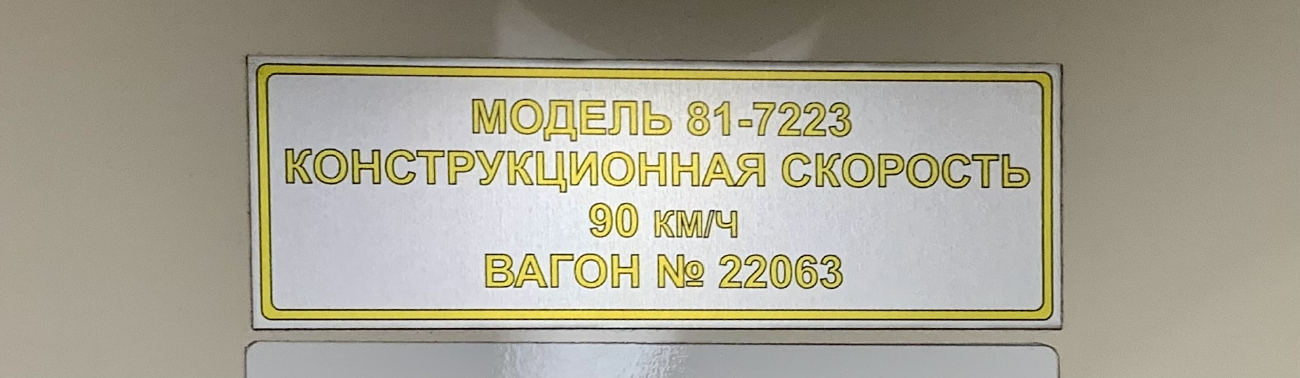 МОДЕЛЬ 81-7223
КОНСТРУКЦИОННАЯ СКОРОСТЬ
90 КМ/Ч
ВАГОН № 22063